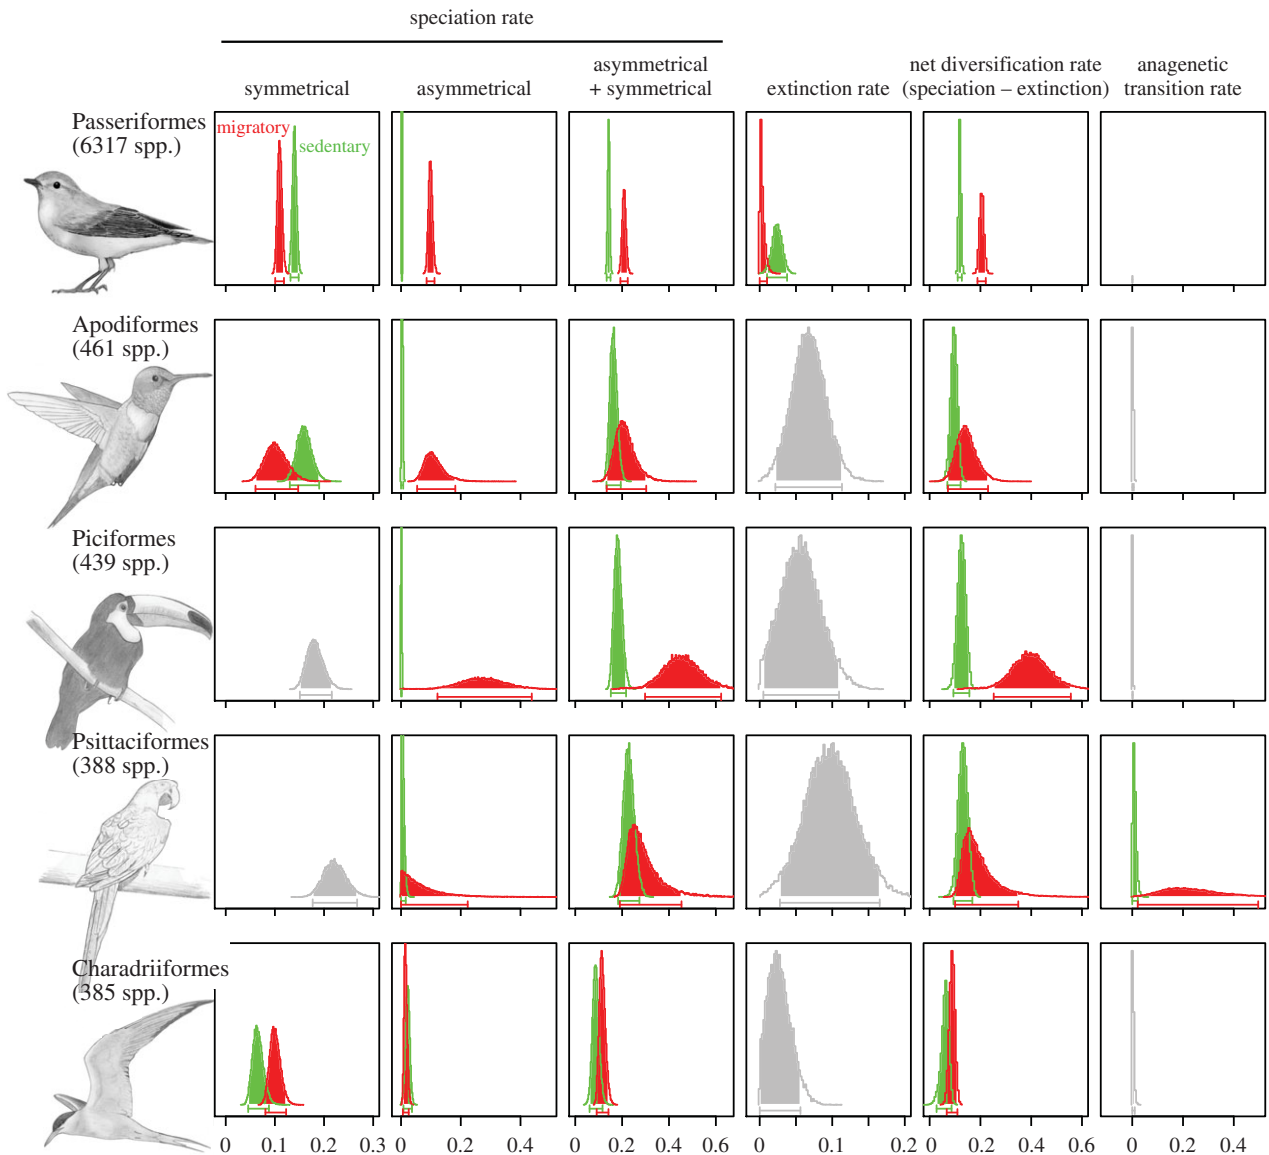 speciation rate
symmetrical
asymmetrical
asymmetrical
+ symmetrical
extinction rate
net diversification rate
(speciation – extinction)
anagenetic
transition rate
Passeriformes
(6317 spp.)
migratory
sedentary
Apodiformes
(461 spp.)
Piciformes
(439 spp.)
Psittaciformes
(388 spp.)
Charadriiformes
(385 spp.)
0 0.1 0.2 0.3 0 0.2 0.4 0 0.2 0.4 0.6 0 0.1 0.2 0 0.2 0.4 0.6 0 0.2 0.4